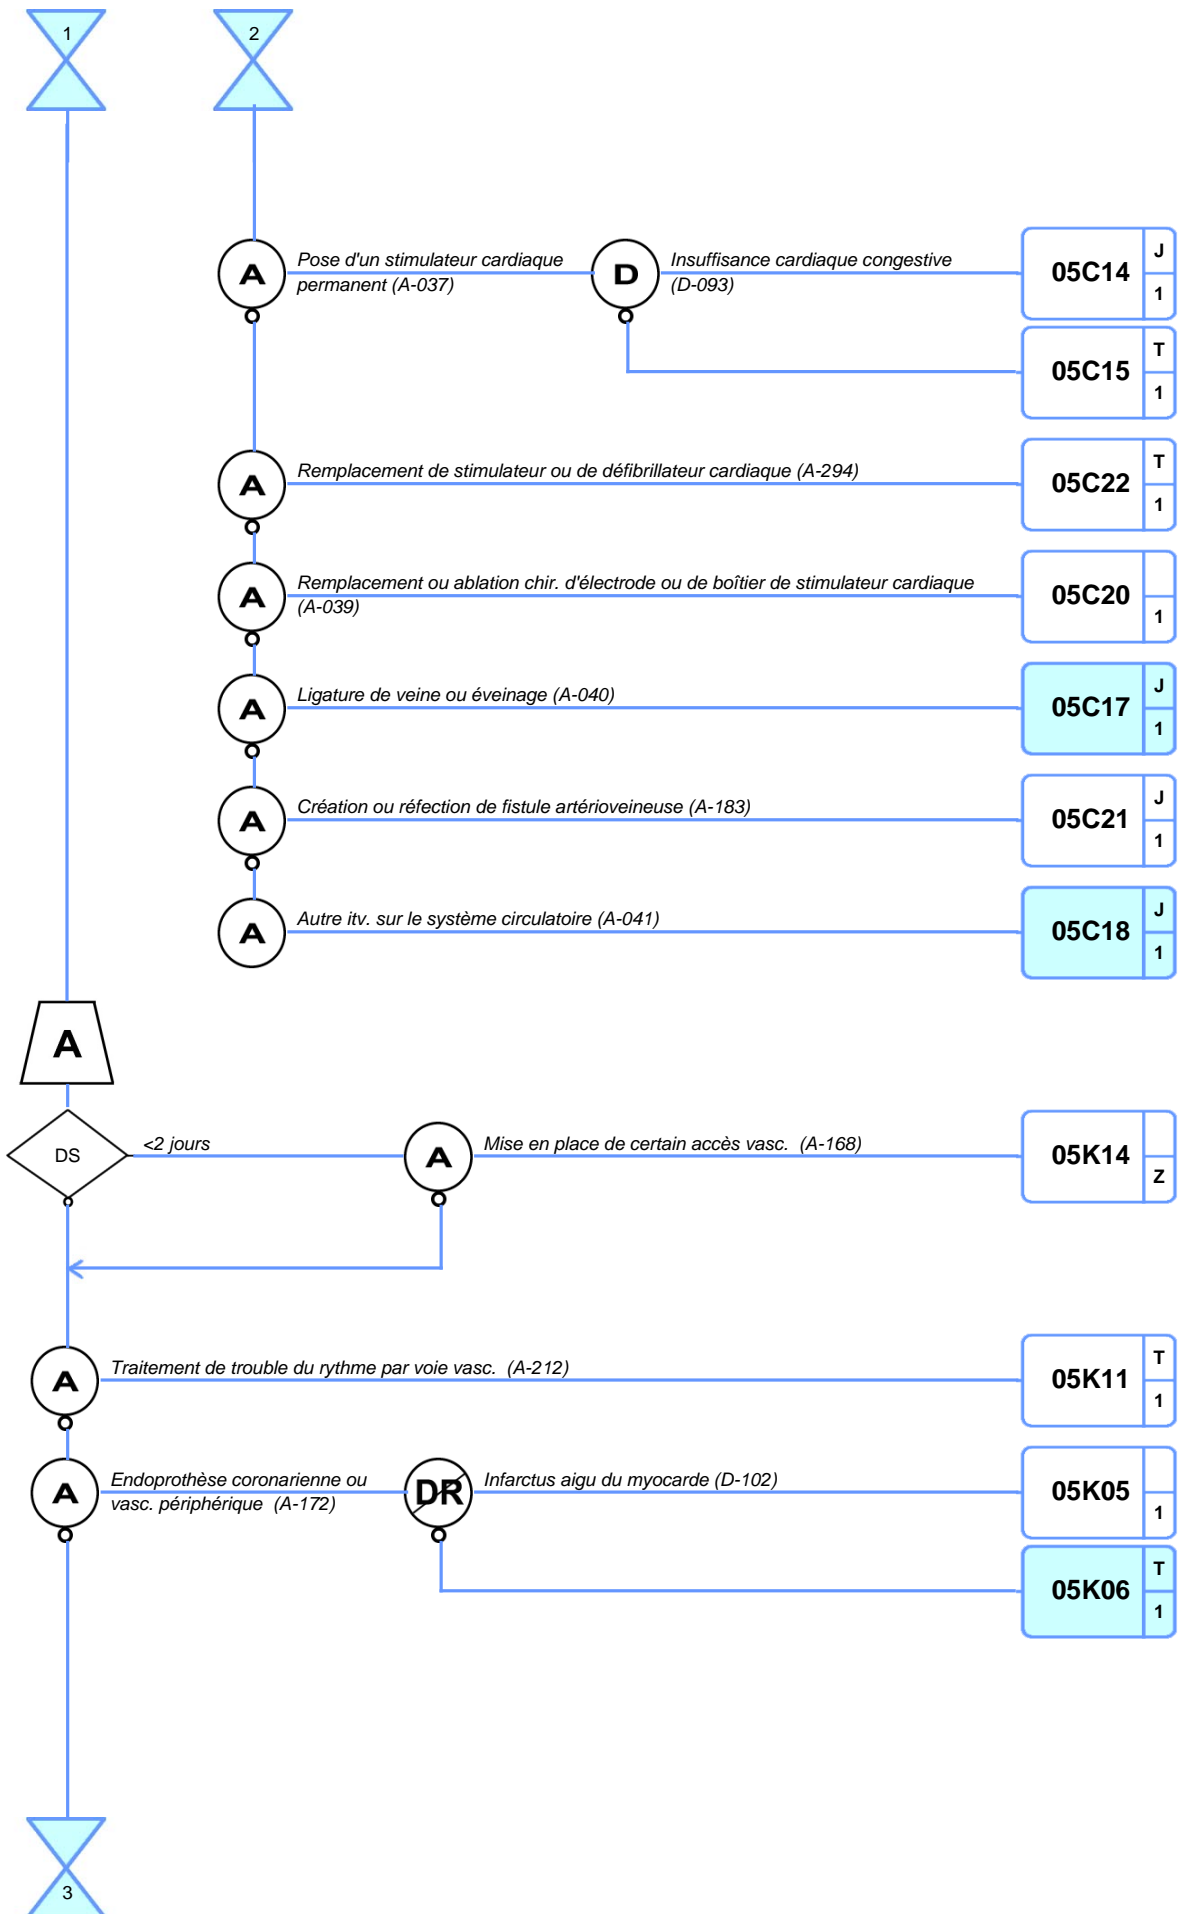 1
2
A
Pose d'un stimulateur cardiaque
permanent (A-037)
D
Insuffisance cardiaque congestive
(D-093)
05C14
J
1
05C15
T
1
A
Remplacement de stimulateur ou de défibrillateur cardiaque (A-294)
05C22
T
1
A
Remplacement ou ablation chir. d'électrode ou de boîtier de stimulateur cardiaque
(A-039)
05C20
1
A
Ligature de veine ou éveinage (A-040)
05C17
J
1
A
Création ou réfection de fistule artérioveineuse (A-183)
05C21
J
1
A
Autre itv. sur le système circulatoire (A-041)
05C18
J
1
A
DS
<2 jours
A
Mise en place de certain accès vasc. (A-168)
05K14
Z
A
Traitement de trouble du rythme par voie vasc. (A-212)
05K11
T
1
A
Endoprothèse coronarienne ou
vasc. périphérique (A-172)
DR
Infarctus aigu du myocarde (D-102)
05K05
1
05K06
T
1
3